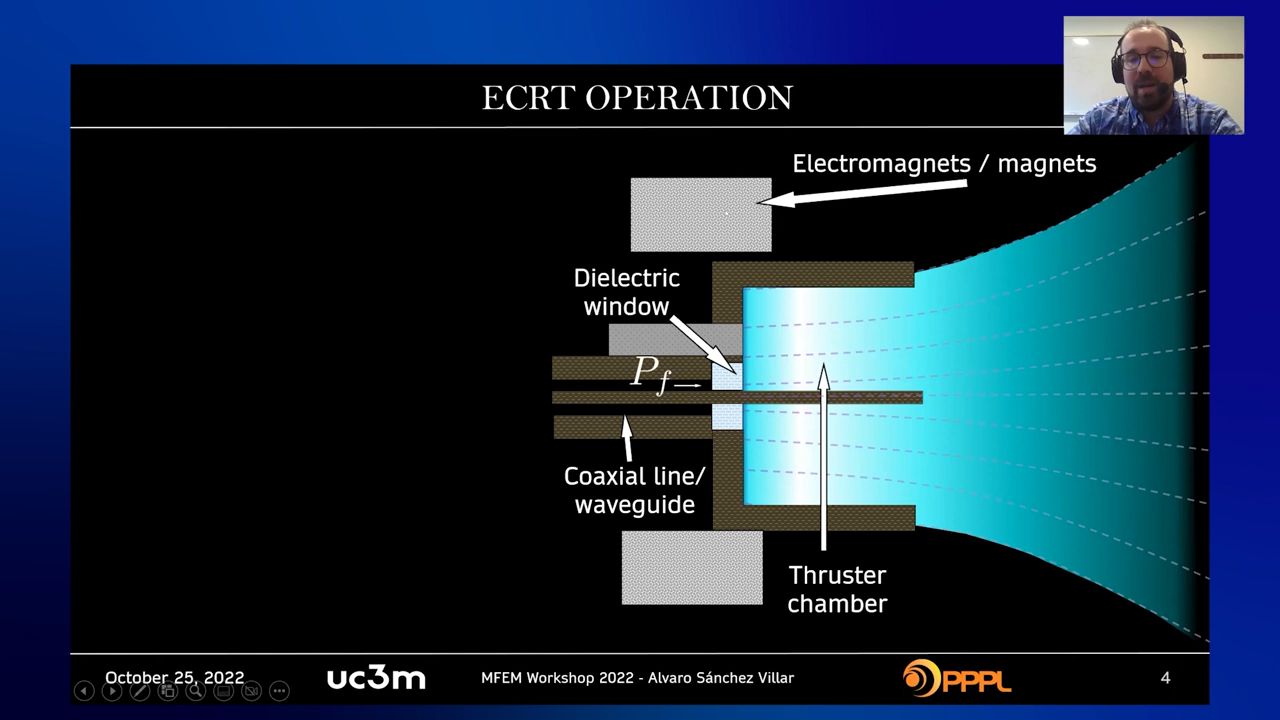 ECRT OPERATION
Electromagnets / magnets
Dielectric
window
P_f
Coaxial line/
waveguide
Thruster
chamber
October 25, 2022
uc3m
MFEM Workshop 2022 - Alvaro Sánchez Villar
PPPL
4